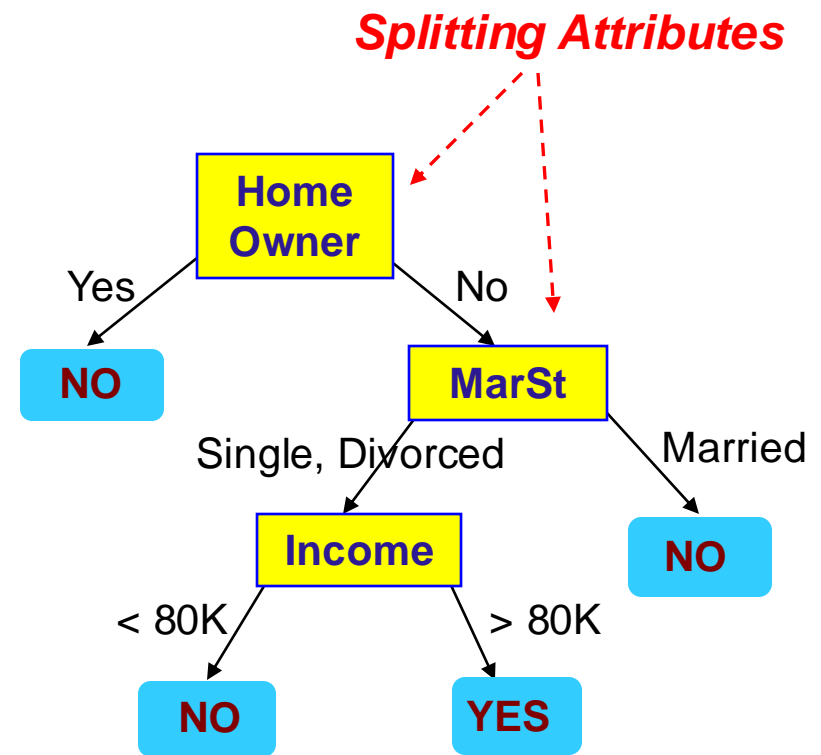 Splitting Attributes
Home
Owner
Yes
No
NO
MarSt
Single, Divorced
Married
Income
NO
< 80K
> 80K
NO
YES